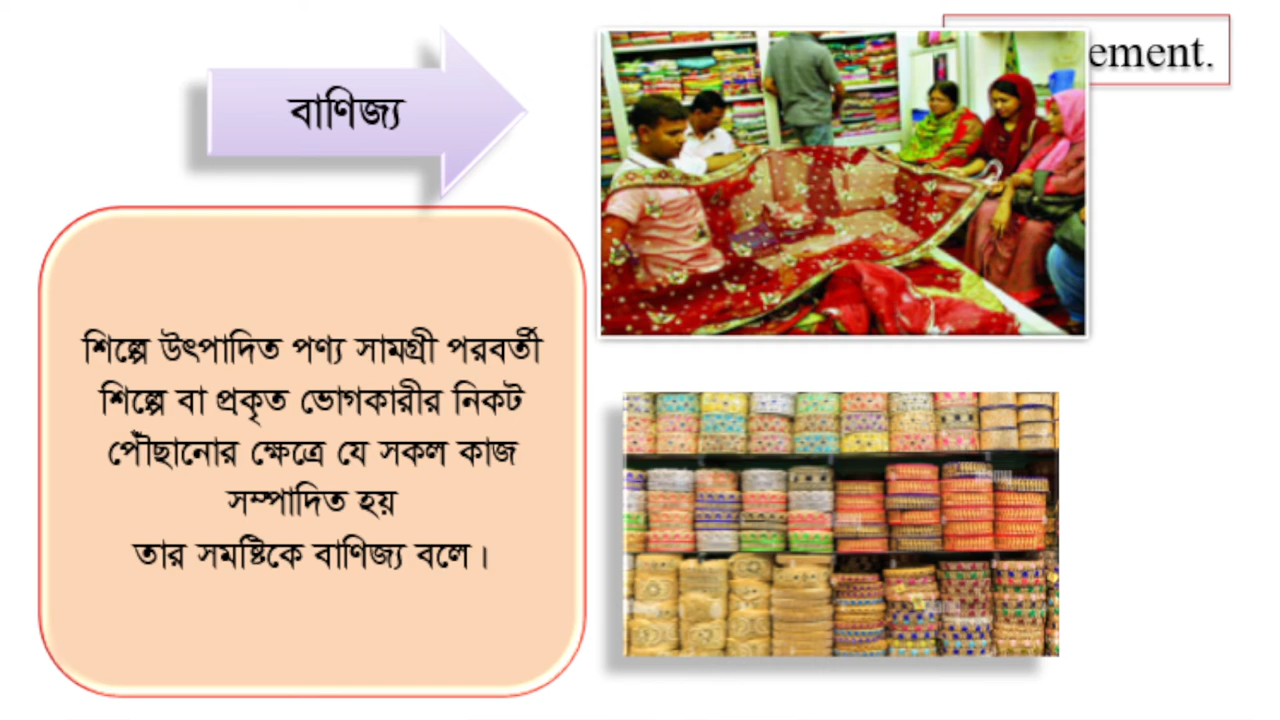 বাণিজ্য
ement.
শিল্পে উৎপাদিত পণ্য সামগ্রী পরবর্তী
শিল্পে বা প্রকৃত ভোগকারীর নিকট
পৌঁছানোর ক্ষেত্রে যে সকল কাজ
সম্পাদিত হয়
তার সমষ্টিকে বাণিজ্য বলে।